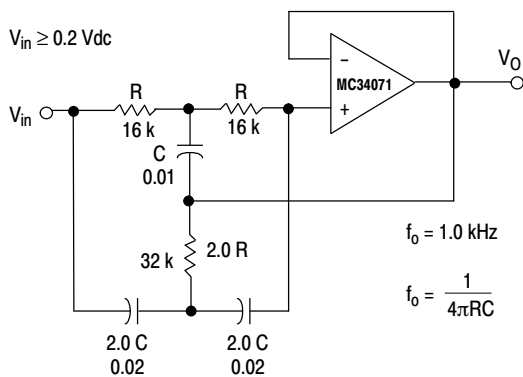 V_in ≥ 0.2 Vdc
V_in
R
16 k
R
16 k
−
MC34071
+
V_O
C
0.01
32 k
2.0 R
f_o = 1.0 kHz
f_o = 1 / 4πRC
2.0 C
0.02
2.0 C
0.02